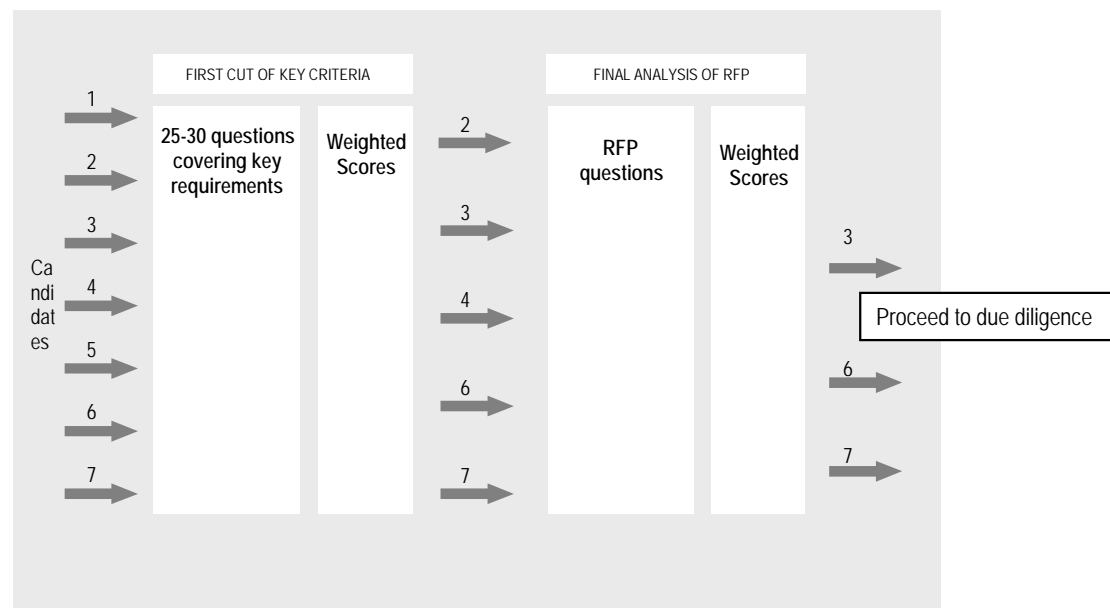 FIRST CUT OF KEY CRITERIA
FINAL ANALYSIS OF RFP
Ca
ndi
dat
es
1
2
3
4
5
6
7
25-30 questions
covering key
requirements
Weighted
Scores
2
3
4
6
7
RFP
questions
Weighted
Scores
3
Proceed to due diligence
6
7